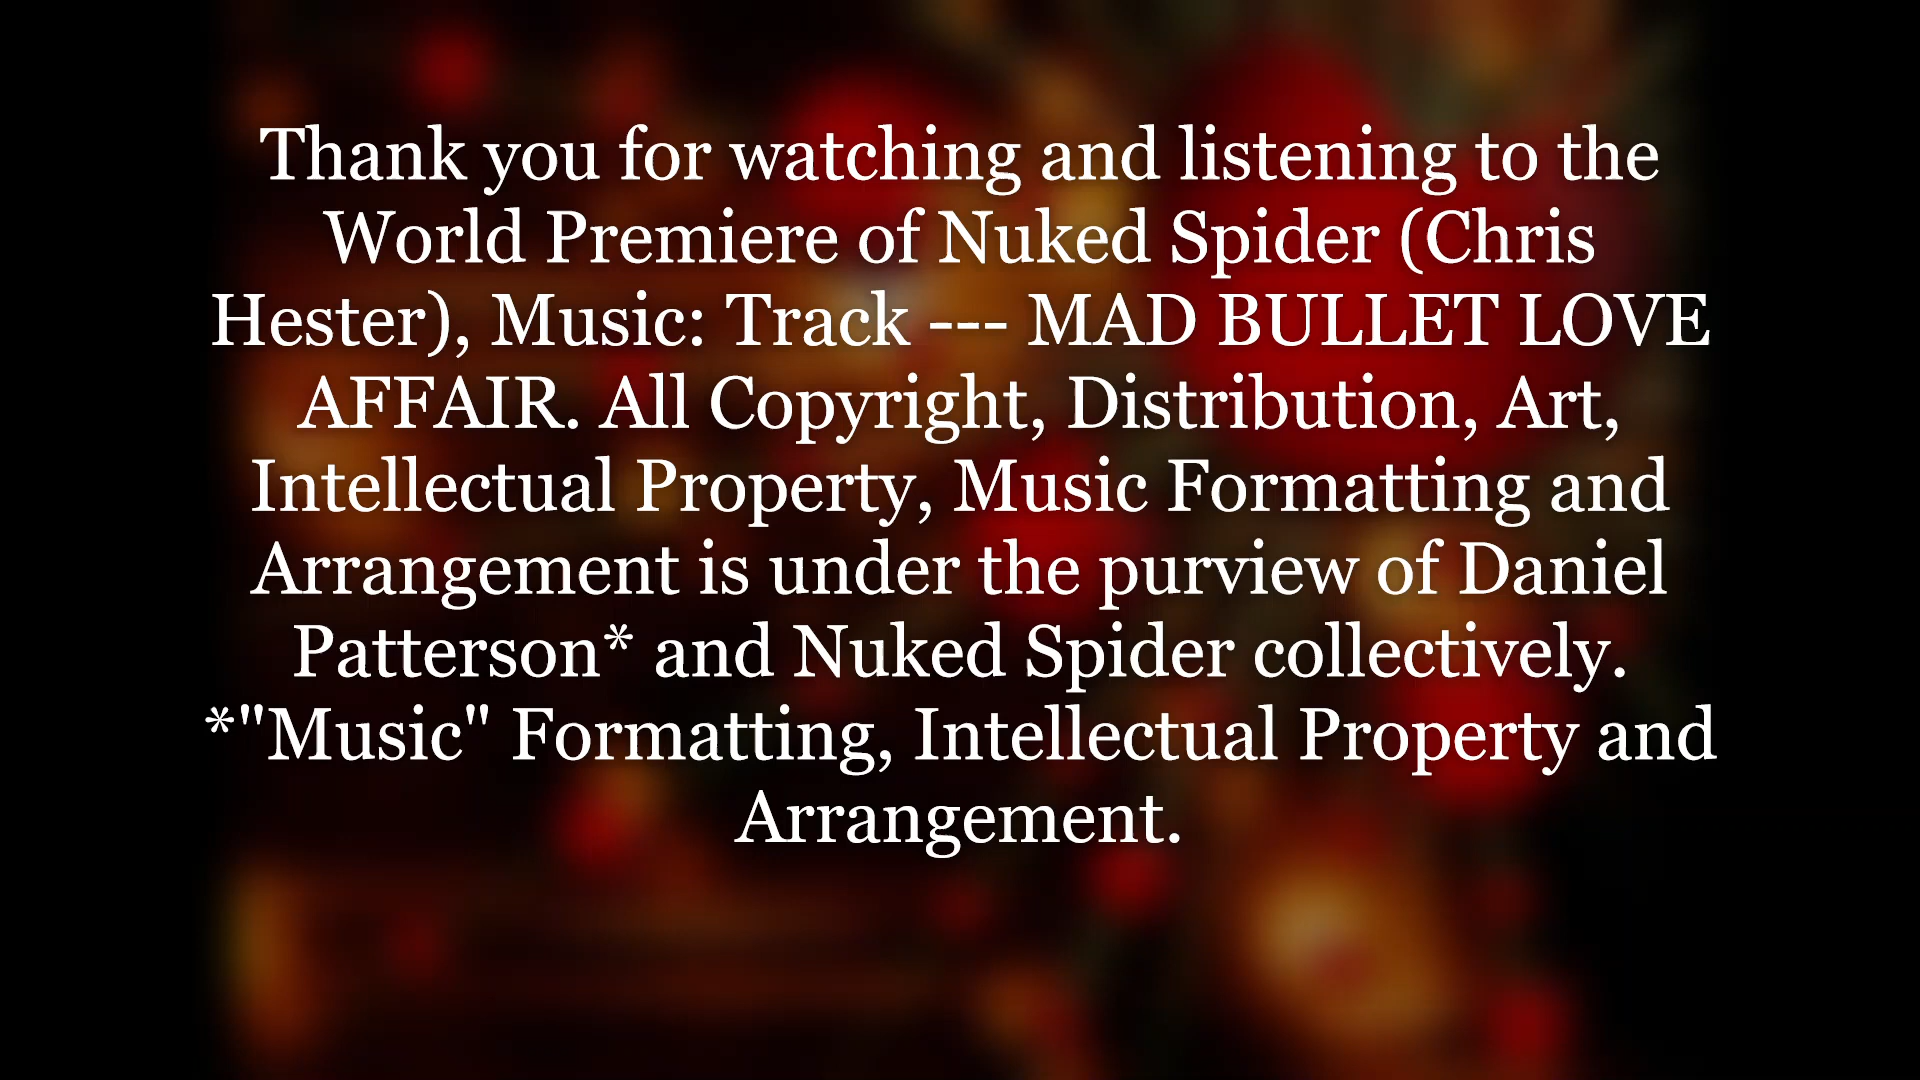 Thank you for watching and listening to the
World Premiere of Nuked Spider (Chris
Hester), Music: Track --- MAD BULLET LOVE
AFFAIR. All Copyright, Distribution, Art,
Intellectual Property, Music Formatting and
Arrangement is under the purview of Daniel
Patterson* and Nuked Spider collectively.
*"Music" Formatting, Intellectual Property and
Arrangement.